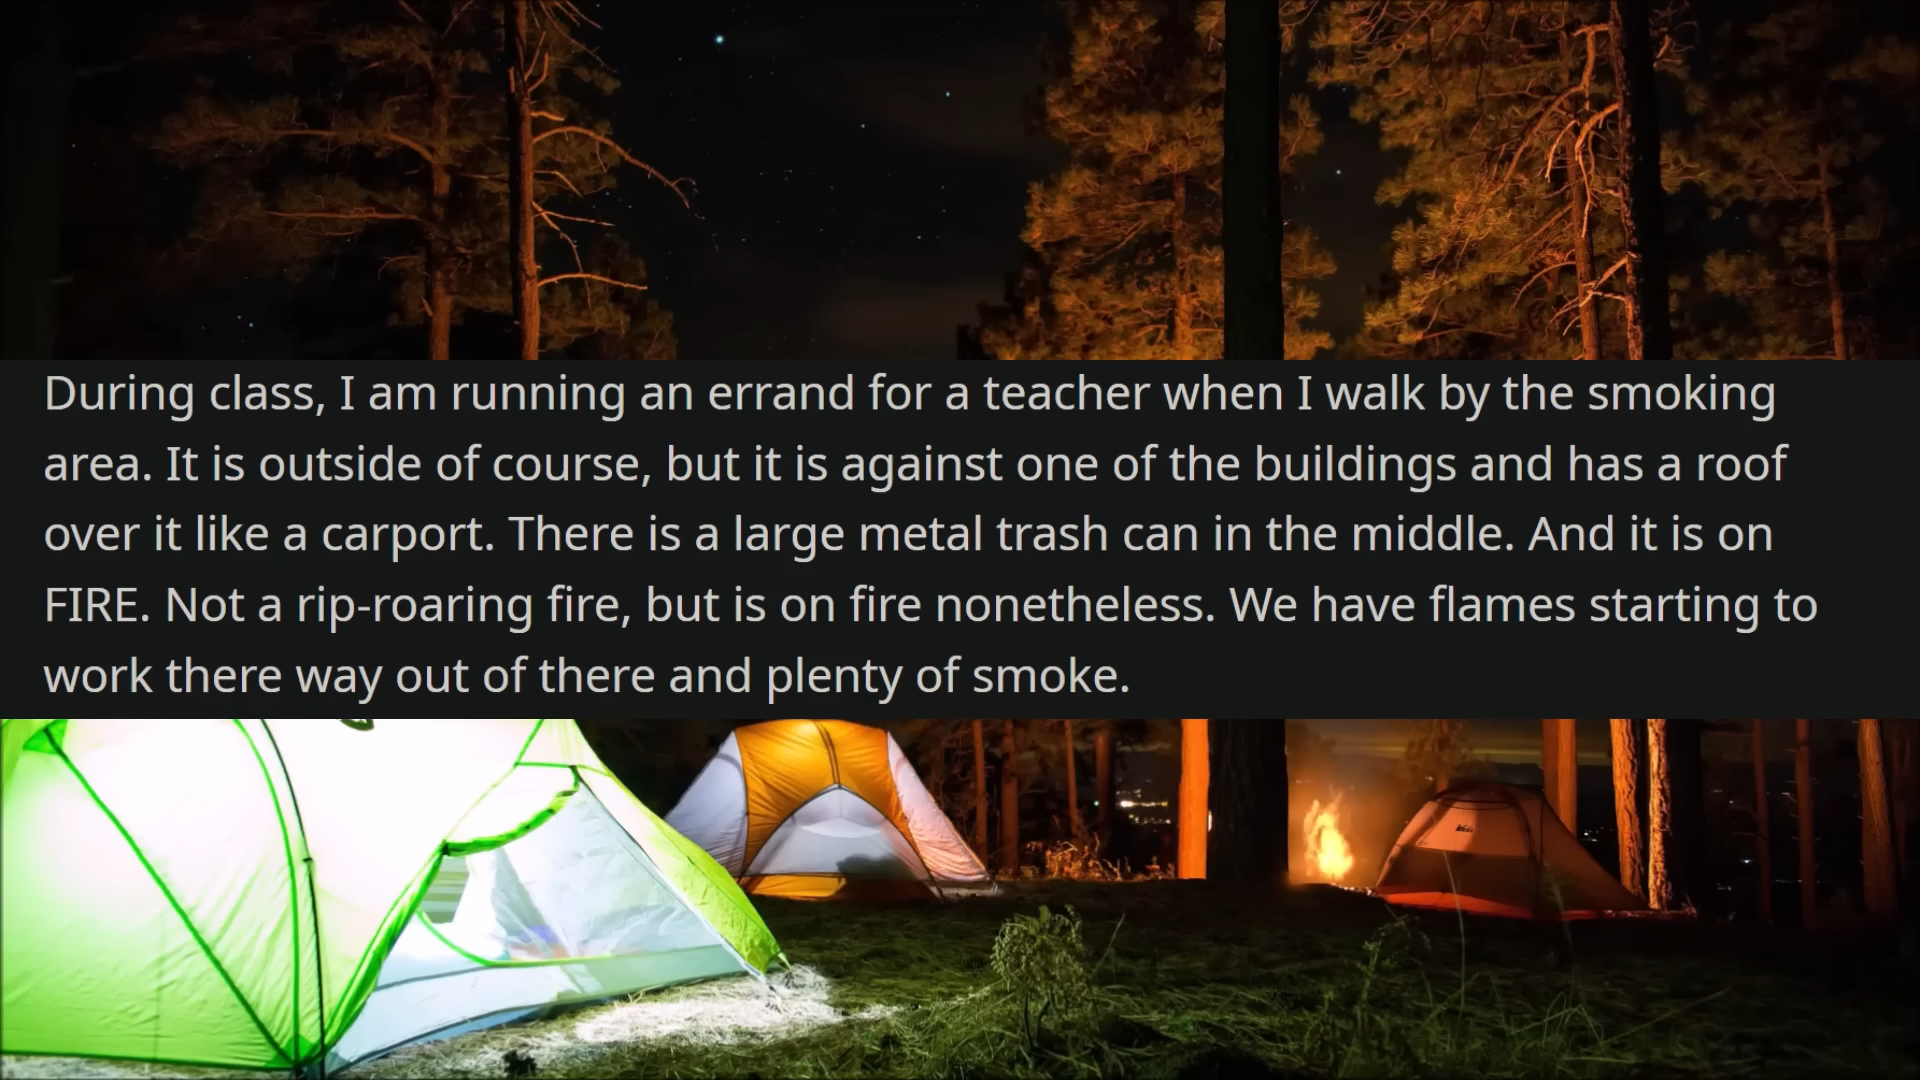 During class, I am running an errand for a teacher when I walk by the smoking
area. It is outside of course, but it is against one of the buildings and has a roof
over it like a carport. There is a large metal trash can in the middle. And it is on
FIRE. Not a rip-roaring fire, but is on fire nonetheless. We have flames starting to
work there way out of there and plenty of smoke.